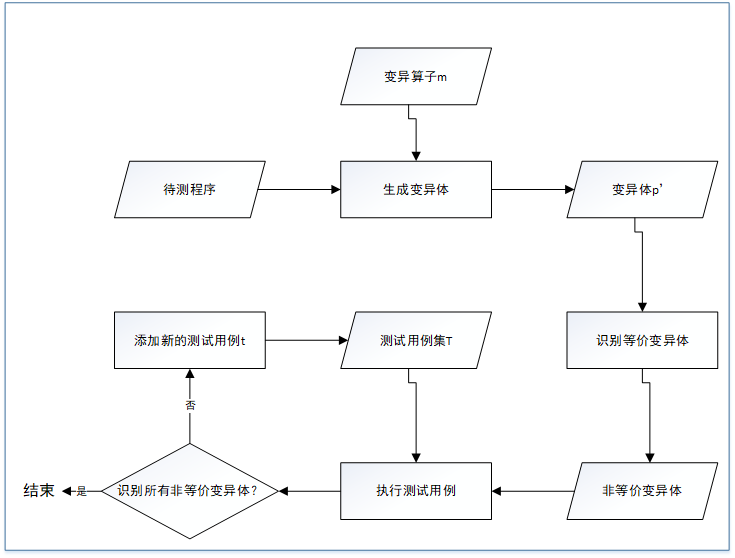 变异算子m
待测程序
生成变异体
变异体p’
添加新的测试用例t
测试用例集T
识别等价变异体
否
结束
是
识别所有非等价变异体？
执行测试用例
非等价变异体